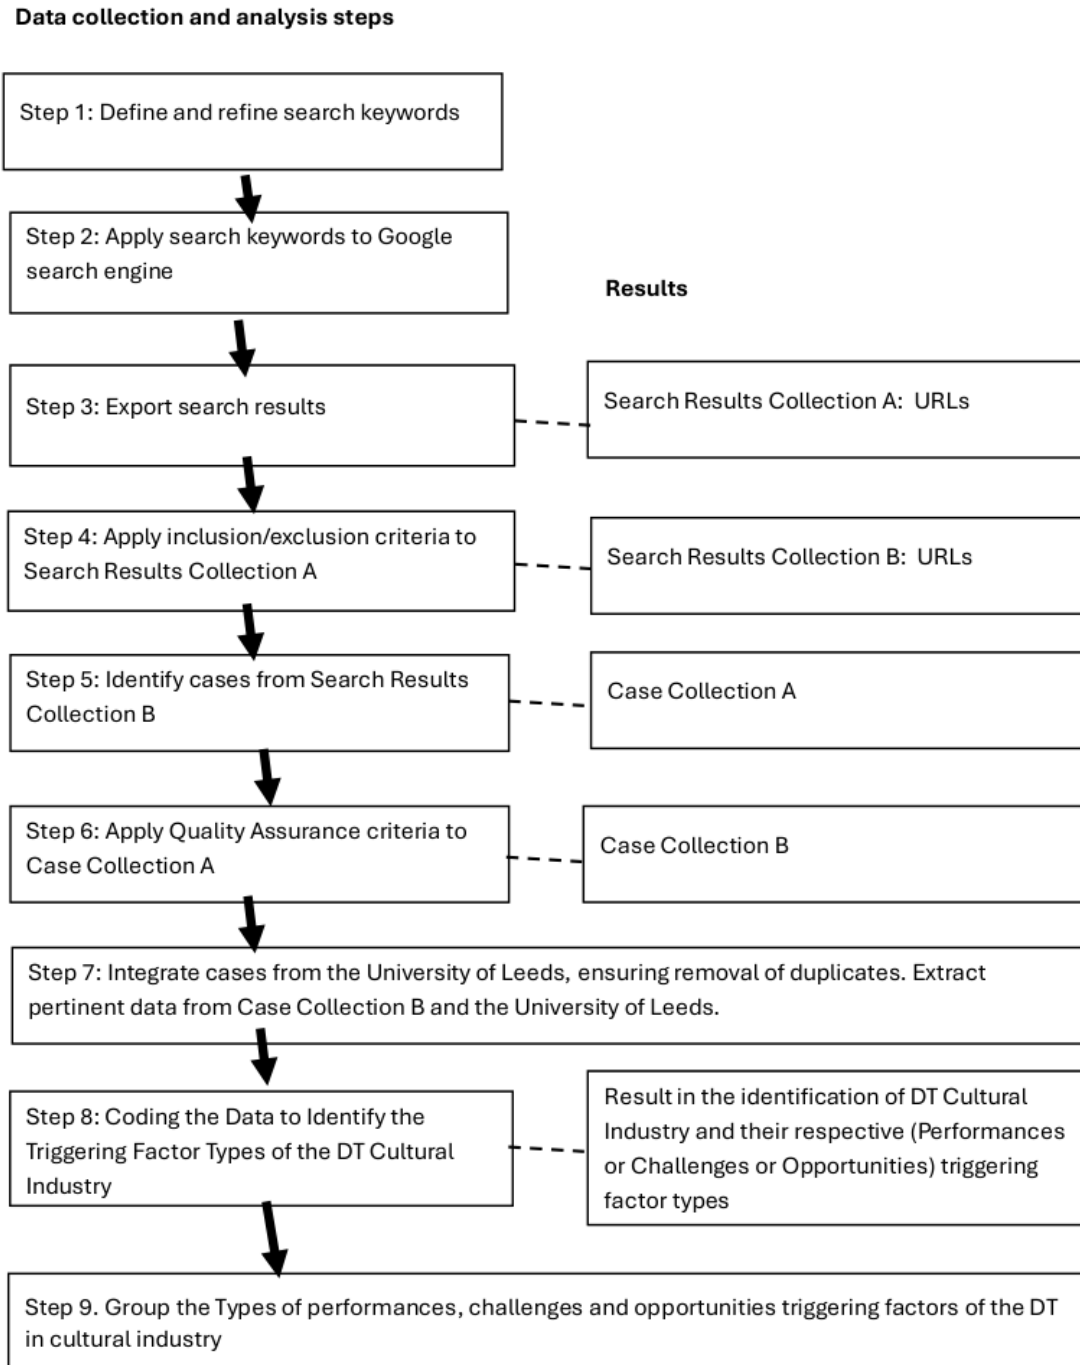 Data collection and analysis steps
Step 1: Define and refine search keywords
Step 2: Apply search keywords to Google
search engine
Results
Step 3: Export search results
Search Results Collection A:  URLs
Step 4: Apply inclusion/exclusion criteria to
Search Results Collection A
Search Results Collection B:  URLs
Step 5: Identify cases from Search Results
Collection B
Case Collection A
Step 6: Apply Quality Assurance criteria to
Case Collection A
Case Collection B
Step 7: Integrate cases from the University of Leeds, ensuring removal of duplicates. Extract
pertinent data from Case Collection B and the University of Leeds.
Step 8: Coding the Data to Identify the
Triggering Factor Types of the DT Cultural
Industry
Result in the identification of DT Cultural
Industry and their respective (Performances
or Challenges or Opportunities) triggering
factor types
Step 9. Group the Types of performances, challenges and opportunities triggering factors of the DT
in cultural industry